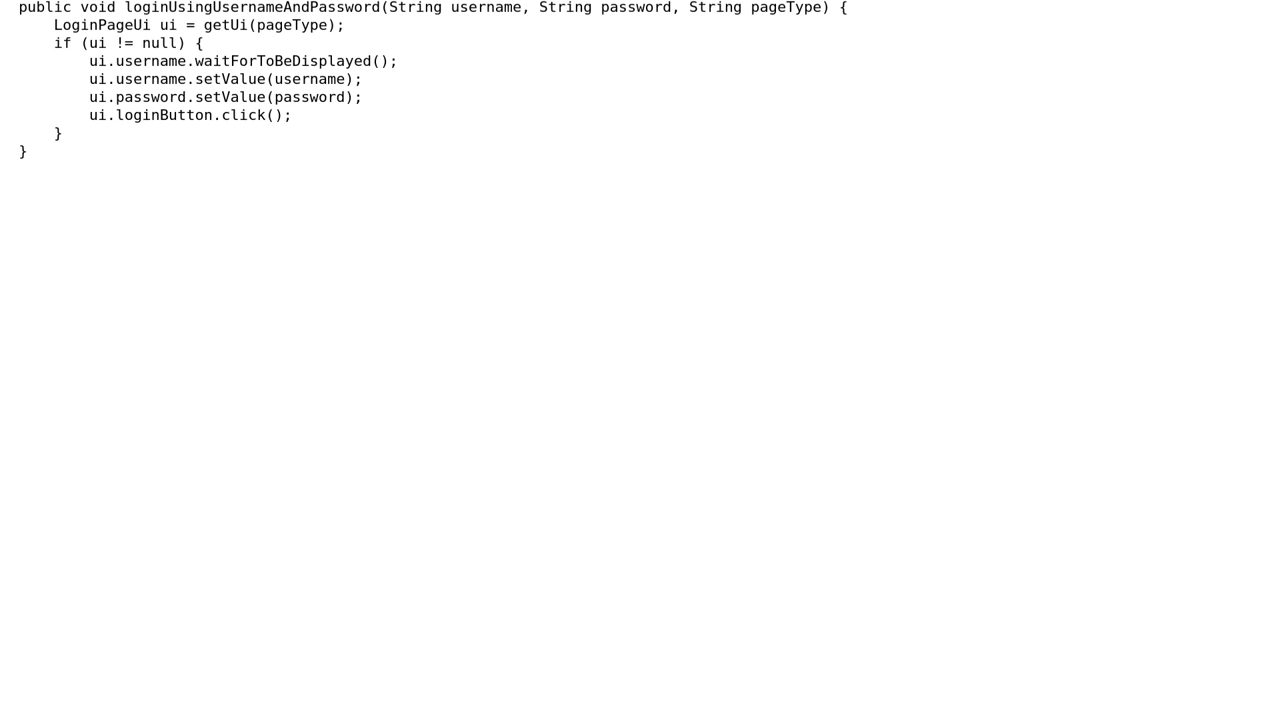 public void loginUsingUsernameAndPassword(String username, String password, String pageType) {
    LoginPageUi ui = getUi(pageType);
    if (ui != null) {
        ui.username.waitForToBeDisplayed();
        ui.username.setValue(username);
        ui.password.setValue(password);
        ui.loginButton.click();
    }
}